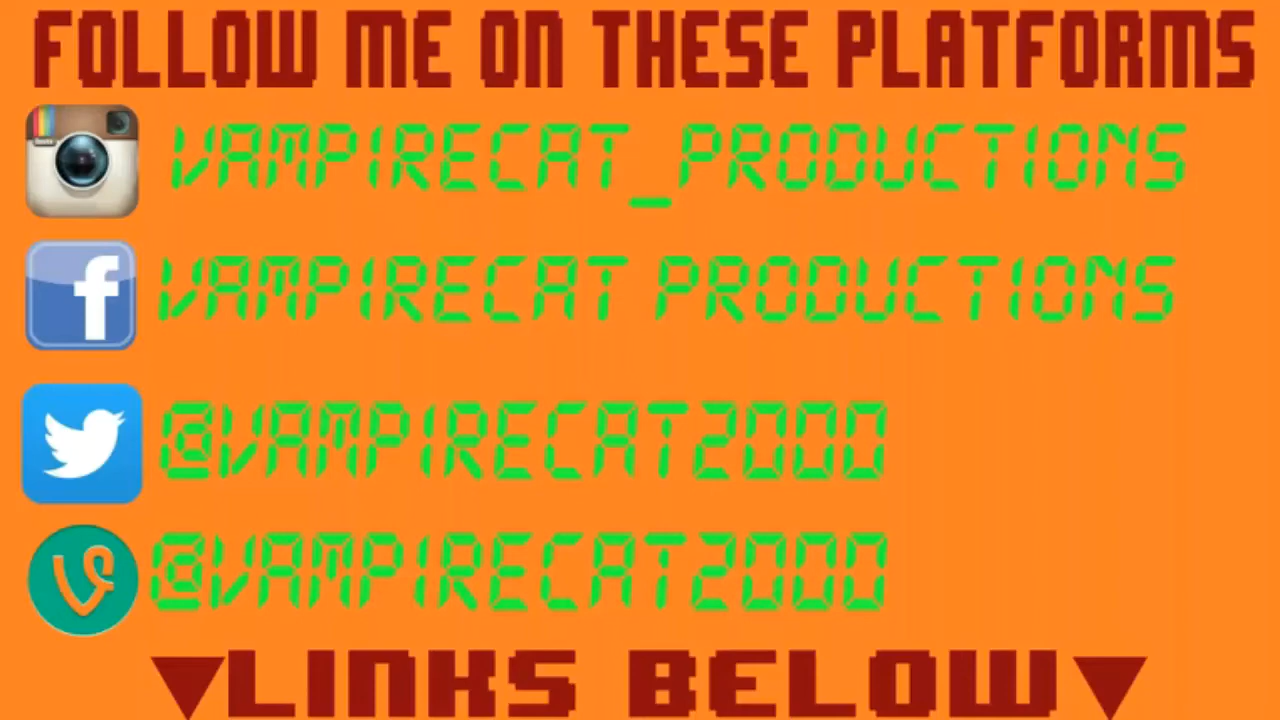 FOLLOW ME ON THESE PLATFORMS
VAMPIRECAT_PRODUCTIONS
VAMPIRECAT PRODUCTIONS
@VAMPIRECAT2000
@VAMPIRECAT2000
▼LINKS BELOW▼